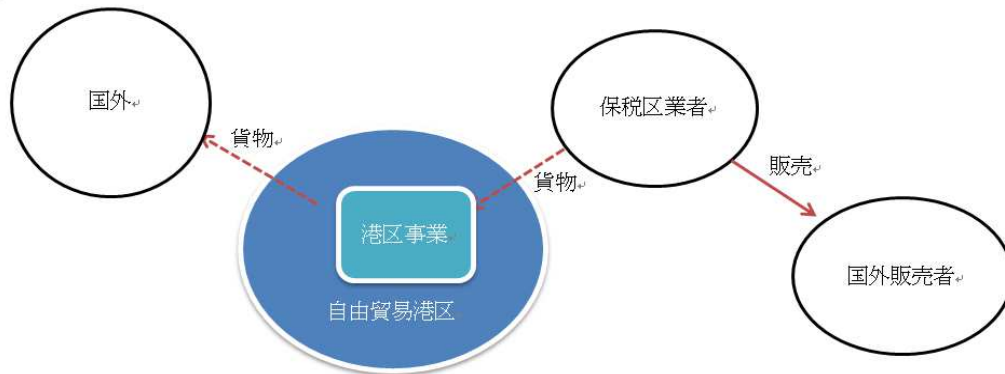 国外
保税区業者
貨物
貨物
販売
港区事業
国外販売者
自由貿易港区